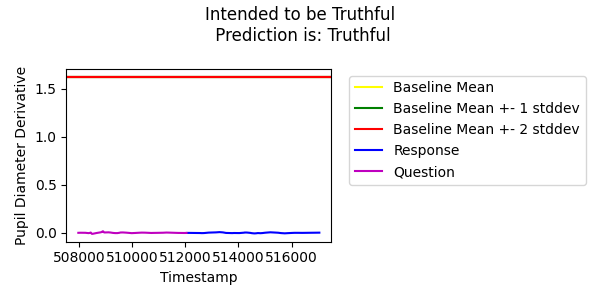 Intended to be Truthful
Prediction is: Truthful
Pupil Diameter Derivative
1.5
1.0
0.5
0.0
508000 510000 512000 514000 516000
Timestamp
Baseline Mean
Baseline Mean +- 1 stddev
Baseline Mean +- 2 stddev
Response
Question